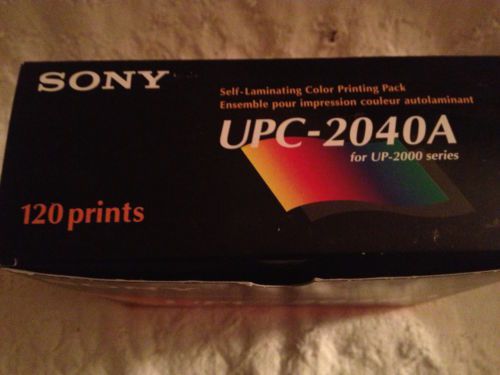 SONY
Self-Laminating Color Printing Pack
Ensemble pour impression couleur autolaminant
UPC-2040A
for UP-2000 series
120 prints